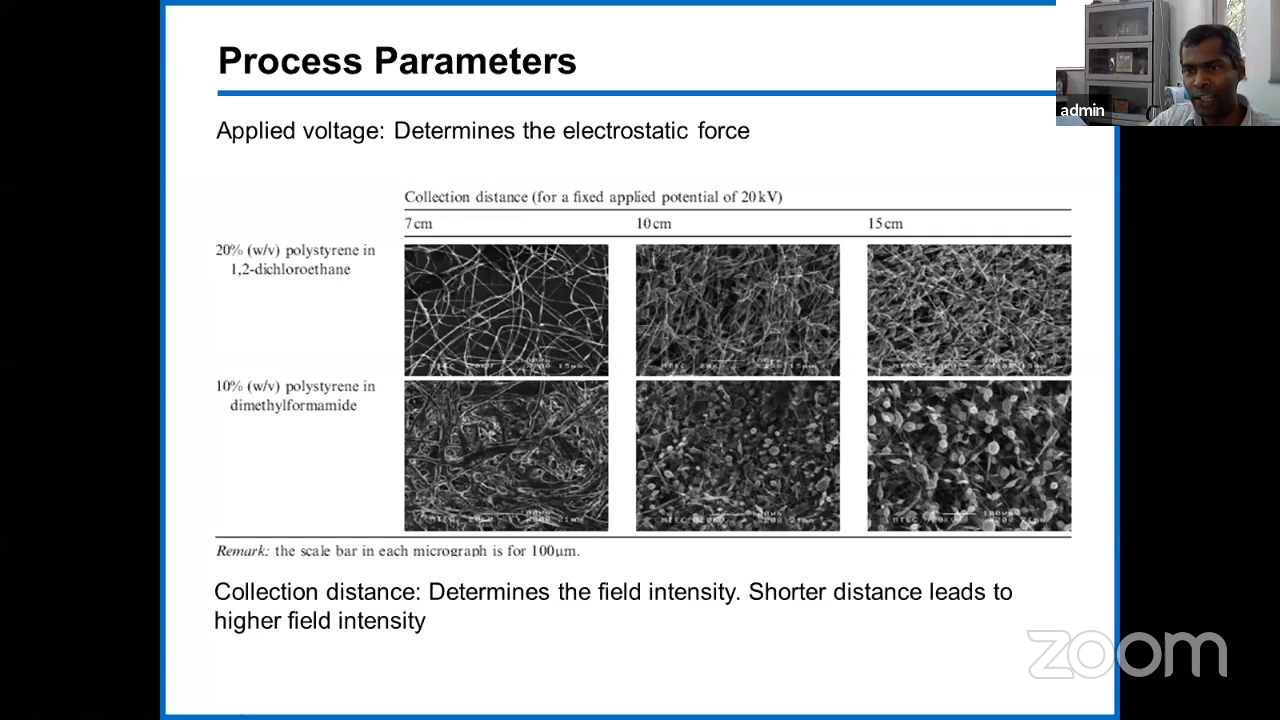 Process Parameters
admin
Applied voltage: Determines the electrostatic force
Collection distance (for a fixed applied potential of 20 kV)
7 cm 10 cm 15 cm
20% (w/v) polystyrene in
1,2-dichloroethane
10% (w/v) polystyrene in
dimethylformamide
Remark: the scale bar in each micrograph is for 100μm.
Collection distance: Determines the field intensity. Shorter distance leads to
higher field intensity
zoom